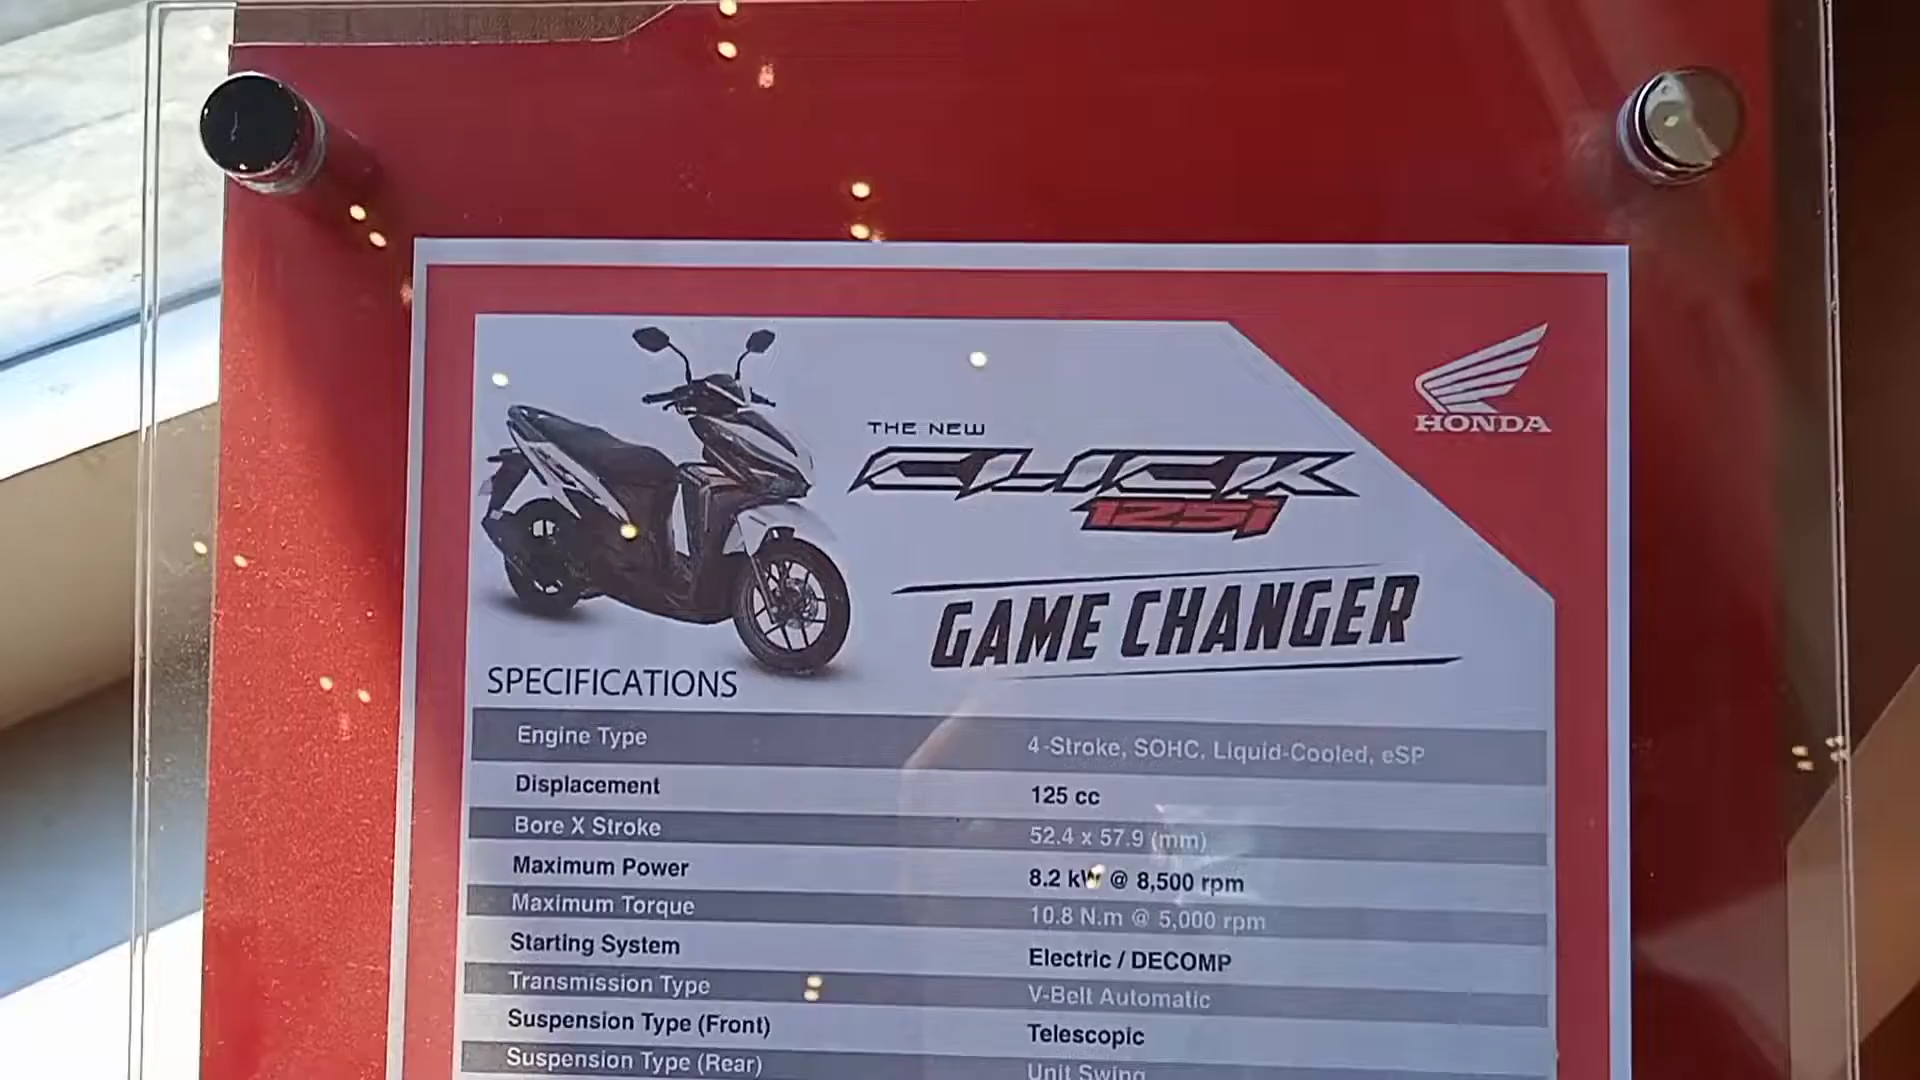 HONDA
THE NEW
CLICK
125i
GAME CHANGER
SPECIFICATIONS
Engine Type 4-Stroke, SOHC, Liquid-Cooled, eSP
Displacement 125 cc
Bore X Stroke 52.4 x 57.9 (mm)
Maximum Power 8.2 kW @ 8,500 rpm
Maximum Torque 10.8 N.m @ 5,000 rpm
Starting System Electric / DECOMP
Transmission Type V-Belt Automatic
Suspension Type (Front) Telescopic
Suspension Type (Rear) Unit Swing